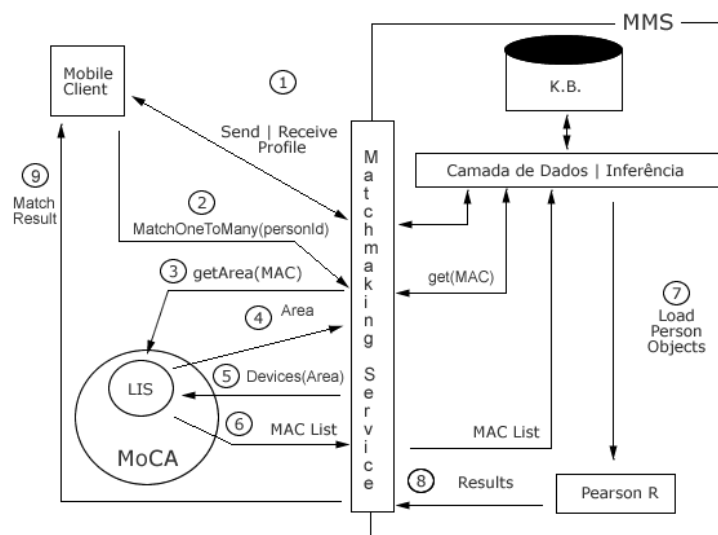 MMS
Mobile
Client
1
K.B.
Send | Receive
Profile
Camada de Dados | Inferência
9
Match
Result
2
MatchOneToMany(personId)
3
getArea(MAC)
get(MAC)
4
Area
7
Load
Person
Objects
5
Devices(Area)
LIS
6
MAC List
MoCA
Matchmaking Service
MAC List
8
Results
Pearson R